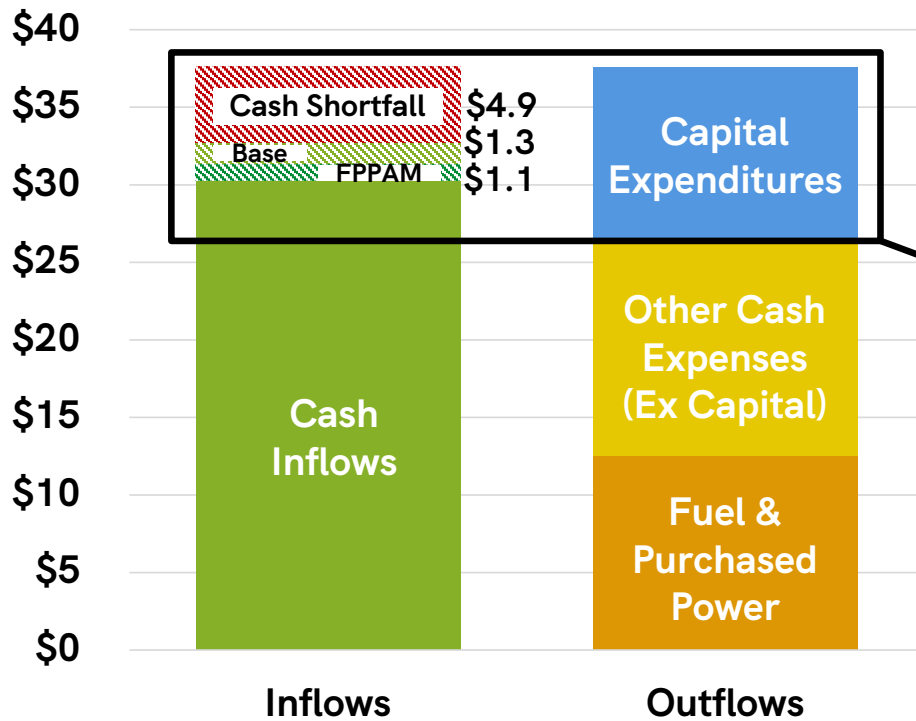 $40
$35
$30
$25
$20
$15
$10
$5
$0
Cash Shortfall
$4.9
Base
$1.3
FPPAM
$1.1
Cash
Inflows
Capital
Expenditures
Other Cash
Expenses
(Ex Capital)
Fuel &
Purchased
Power
Inflows
Outflows